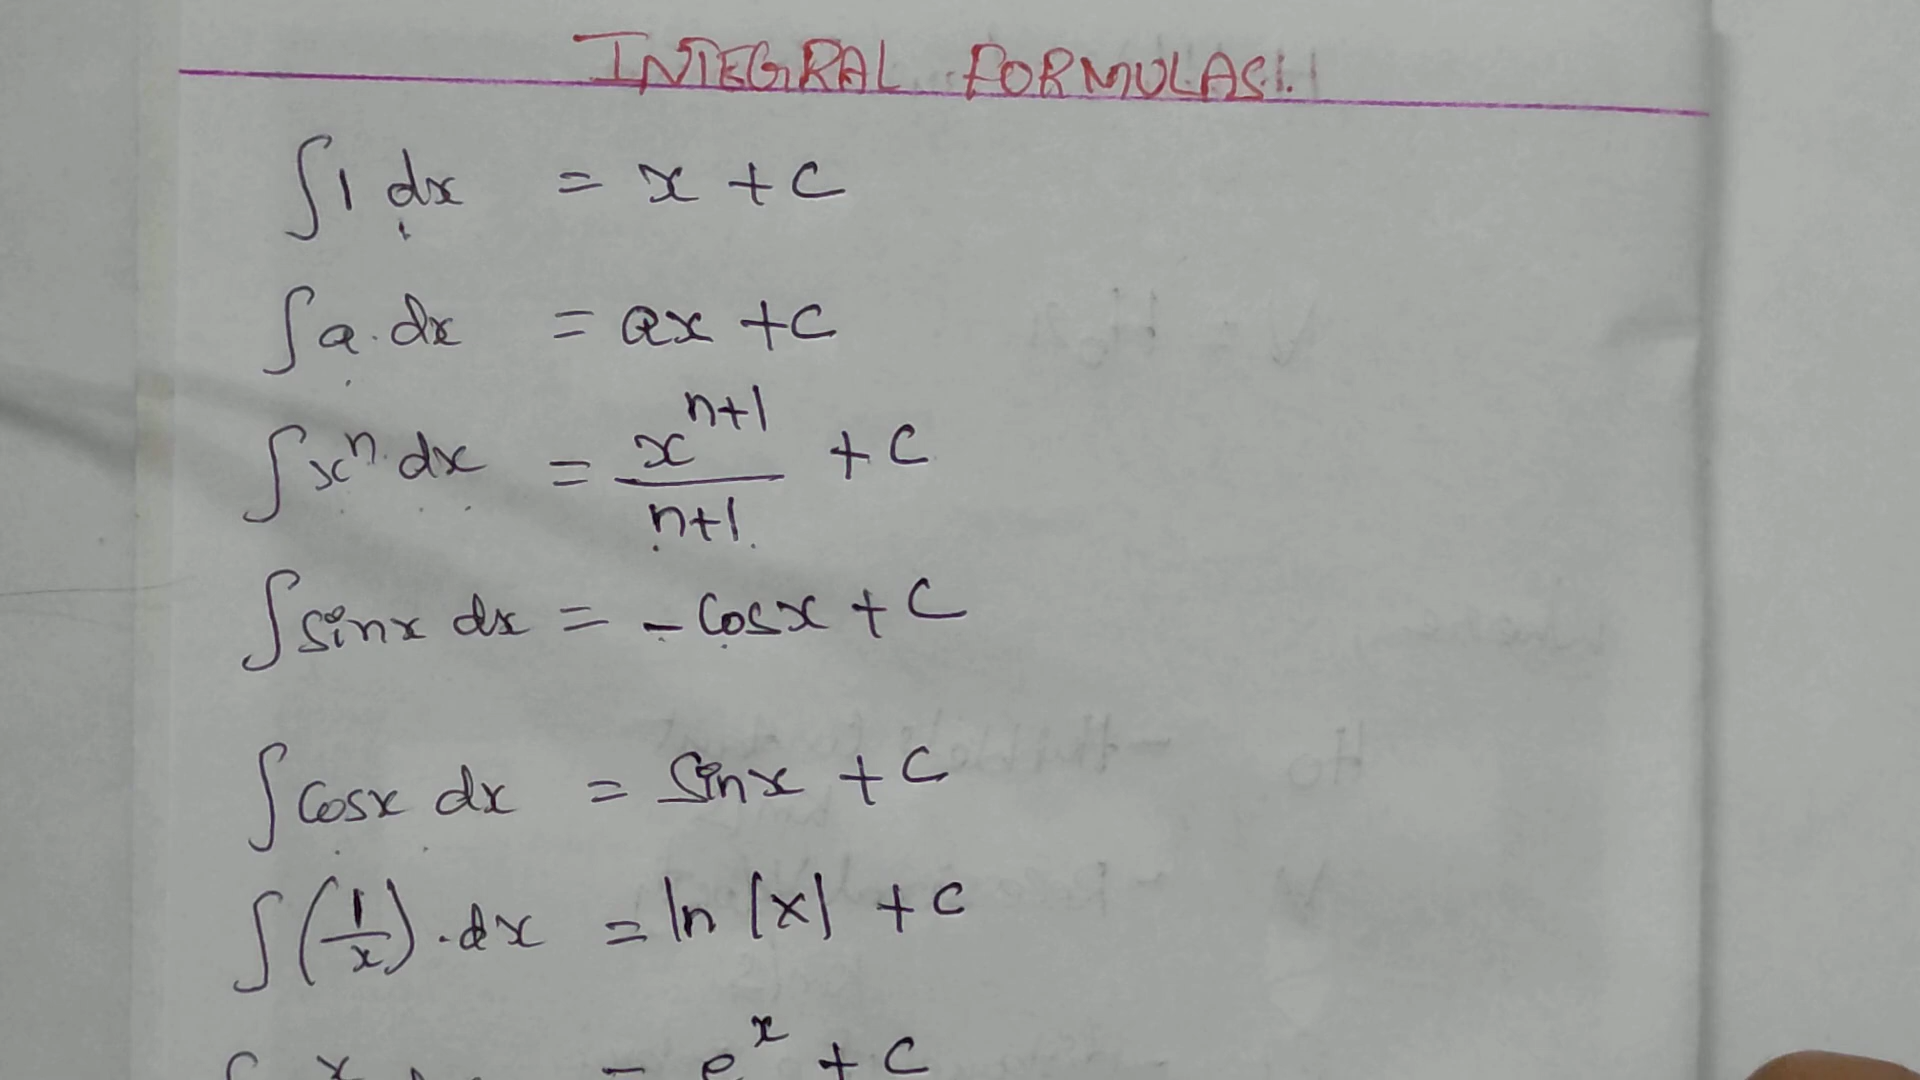 INTEGRAL FORMULAS!.
∫1 dx = x + c
∫a.dx = ax + c
∫xⁿ.dx = xⁿ⁺¹/n+1 + c
∫sinx dx = - Cosx + C
∫Cosx dx = Sinx + C
∫(1/x).dx = ln |x| + C
eˣ + C